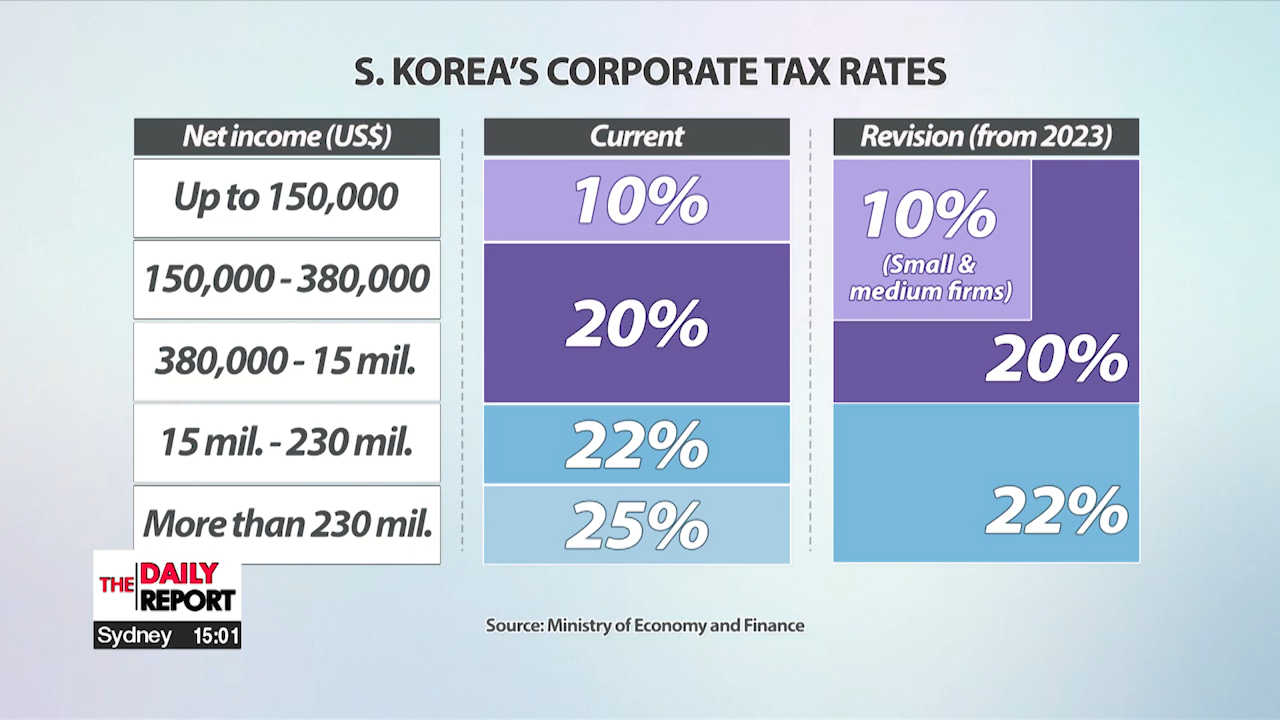 S. KOREA'S CORPORATE TAX RATES
Net income (US$)
Current
Revision (from 2023)
Up to 150,000
10%
10%
(Small &
medium firms)
150,000 - 380,000
20%
380,000 - 15 mil.
20%
15 mil. - 230 mil.
22%
22%
More than 230 mil.
25%
THE DAILY
REPORT
Sydney 15:01
Source: Ministry of Economy and Finance